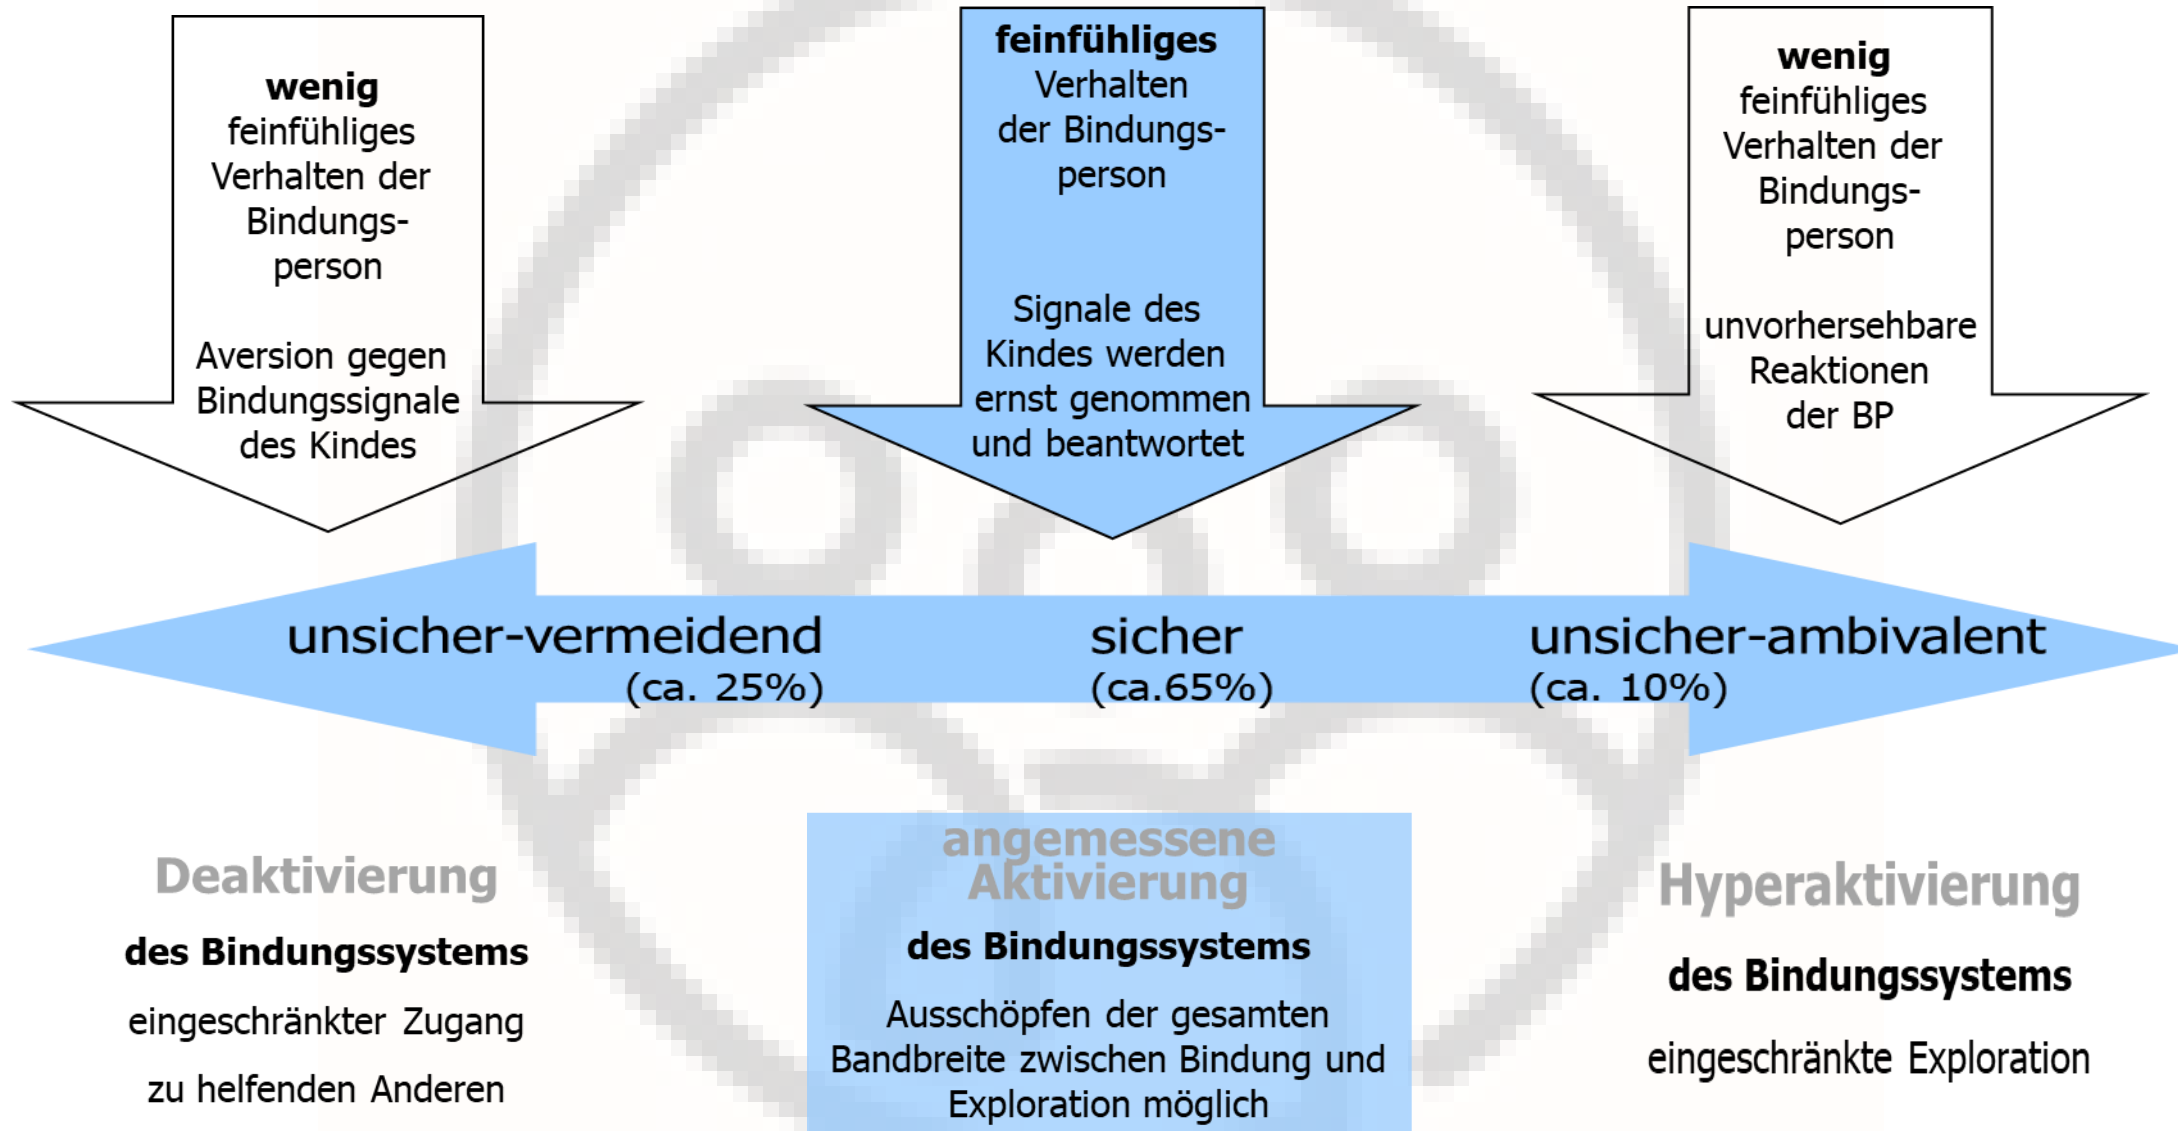 wenig
feinfühliges
Verhalten der
Bindungs-
person
Aversion gegen
Bindungssignale
des Kindes
feinfühliges
Verhalten
der Bindungs-
person
Signale des
Kindes werden
ernst genommen
und beantwortet
wenig
feinfühliges
Verhalten der
Bindungs-
person
unvorhersehbare
Reaktionen
der BP
unsicher-vermeidend
(ca. 25%)
sicher
(ca.65%)
unsicher-ambivalent
(ca. 10%)
Deaktivierung
des Bindungssystems
eingeschränkter Zugang
zu helfenden Anderen
angemessene
Aktivierung
des Bindungssystems
Ausschöpfen der gesamten
Bandbreite zwischen Bindung und
Exploration möglich
Hyperaktivierung
des Bindungssystems
eingeschränkte Exploration